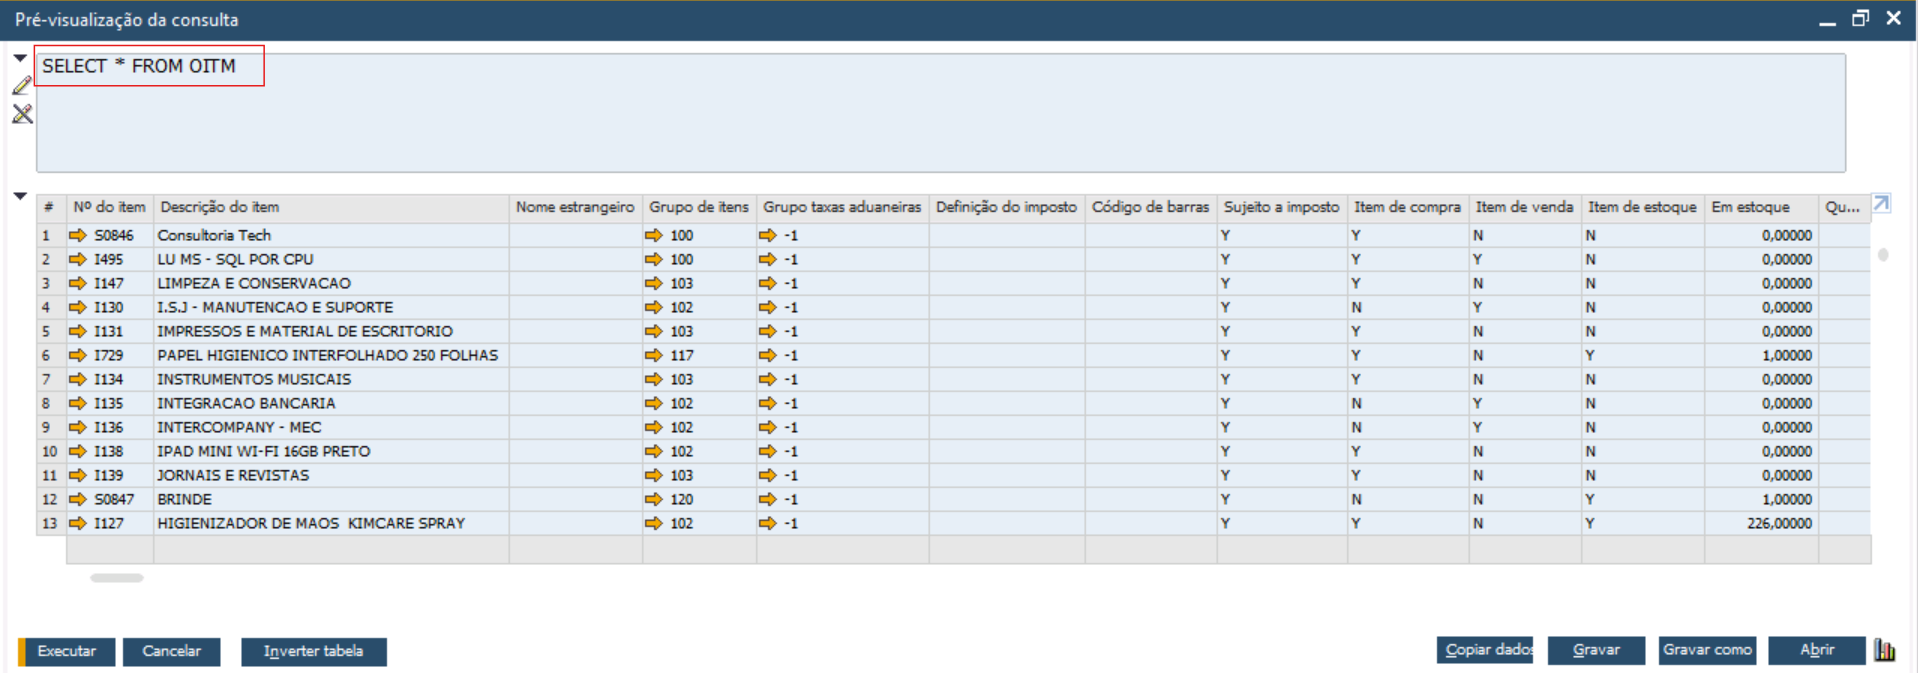 Pré-visualização da consulta
SELECT * FROM OITM
# Nº do item Descrição do item Nome estrangeiro Grupo de itens Grupo taxas aduaneiras Definição do imposto Código de barras Sujeito a imposto Item de compra Item de venda Item de estoque Em estoque Qu...
1 S0846 Consultoria Tech 100 -1 Y Y N N 0,00000
2 I495 LU MS - SQL POR CPU 100 -1 Y Y Y N 0,00000
3 I147 LIMPEZA E CONSERVACAO 103 -1 Y Y N N 0,00000
4 I130 I.S.J - MANUTENCAO E SUPORTE 102 -1 Y N Y N 0,00000
5 I131 IMPRESSOS E MATERIAL DE ESCRITORIO 103 -1 Y Y N N 0,00000
6 I729 PAPEL HIGIENICO INTERFOLHADO 250 FOLHAS 117 -1 Y Y N Y 1,00000
7 I134 INSTRUMENTOS MUSICAIS 103 -1 Y Y N N 0,00000
8 I135 INTEGRACAO BANCARIA 102 -1 Y N Y N 0,00000
9 I136 INTERCOMPANY - MEC 102 -1 Y N Y N 0,00000
10 I138 IPAD MINI WI-FI 16GB PRETO 102 -1 Y Y N N 0,00000
11 I139 JORNAIS E REVISTAS 103 -1 Y Y N N 0,00000
12 S0847 BRINDE 120 -1 Y N N Y 1,00000
13 I127 HIGIENIZADOR DE MAOS  KIMCARE SPRAY 102 -1 Y Y N Y 226,00000
Executar Cancelar Inverter tabela Copiar dados Gravar Gravar como Abrir